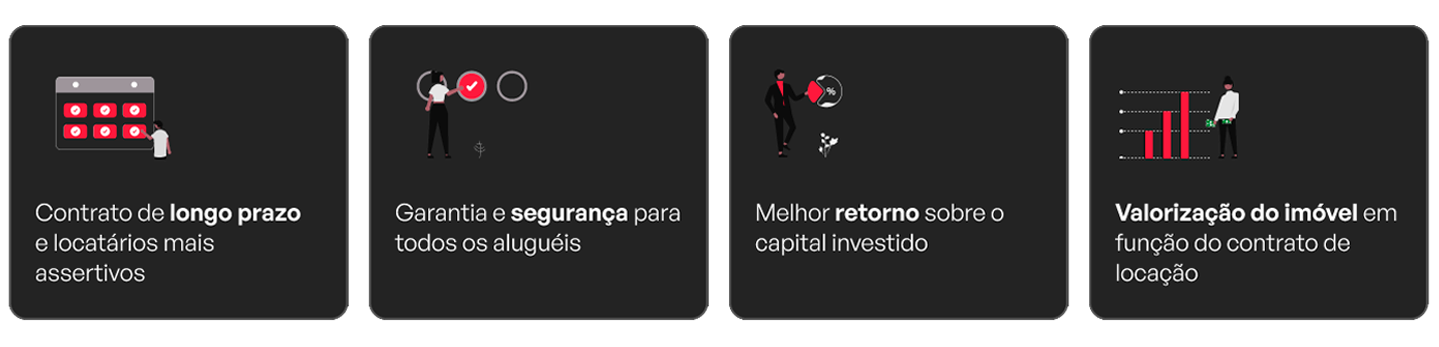 Contrato de longo prazo
e locatários mais
assertivos
Garantia e segurança para
todos os aluguéis
%
Melhor retorno sobre o
capital investido
Valorização do imóvel em
função do contrato de
locação